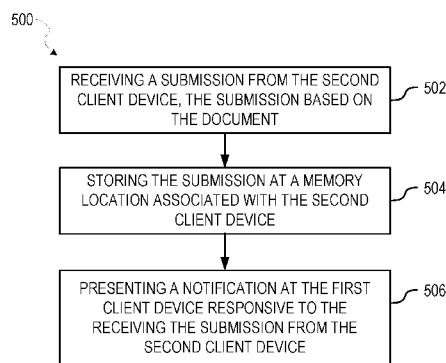 500
RECEIVING A SUBMISSION FROM THE SECOND
CLIENT DEVICE, THE SUBMISSION BASED ON
THE DOCUMENT
502
STORING THE SUBMISSION AT A MEMORY
LOCATION ASSOCIATED WITH THE SECOND
CLIENT DEVICE
504
PRESENTING A NOTIFICATION AT THE FIRST
CLIENT DEVICE RESPONSIVE TO THE
RECEIVING THE SUBMISSION FROM THE
SECOND CLIENT DEVICE
506